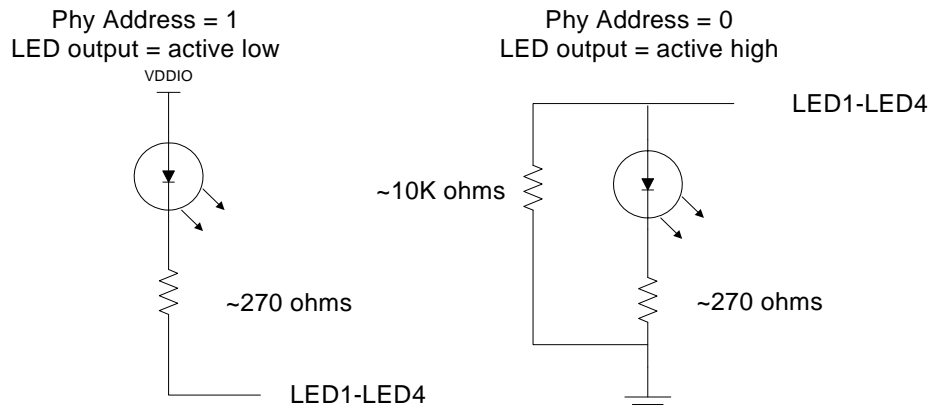 Phy Address = 1
LED output = active low
VDDIO
~270 ohms
LED1-LED4
Phy Address = 0
LED output = active high
LED1-LED4
~10K ohms
~270 ohms